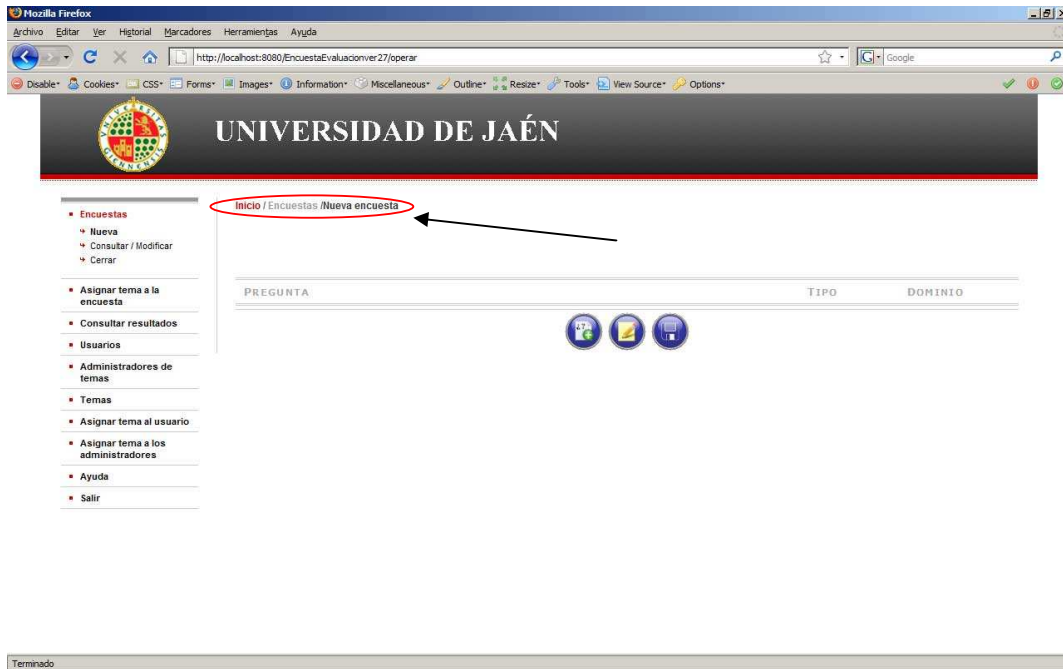 Mozilla Firefox
Archivo Editar Ver Historial Marcadores Herramientas Ayuda
http://localhost:8080/EncuestaEvaluacionver27/operar
G Google
Disable Cookies CSS Forms Images Information Miscellaneous Outline Resize Tools View Source Options
UNIVERSIDAD DE JAÉN
Inicio / Encuestas /Nueva encuesta
Encuestas
Nueva
Consultar / Modificar
Cerrar
Asignar tema a la
encuesta
Consultar resultados
Usuarios
Administradores de
temas
Temas
Asignar tema al usuario
Asignar tema a los
administradores
Ayuda
Salir
PREGUNTA TIPO DOMINIO
Terminado